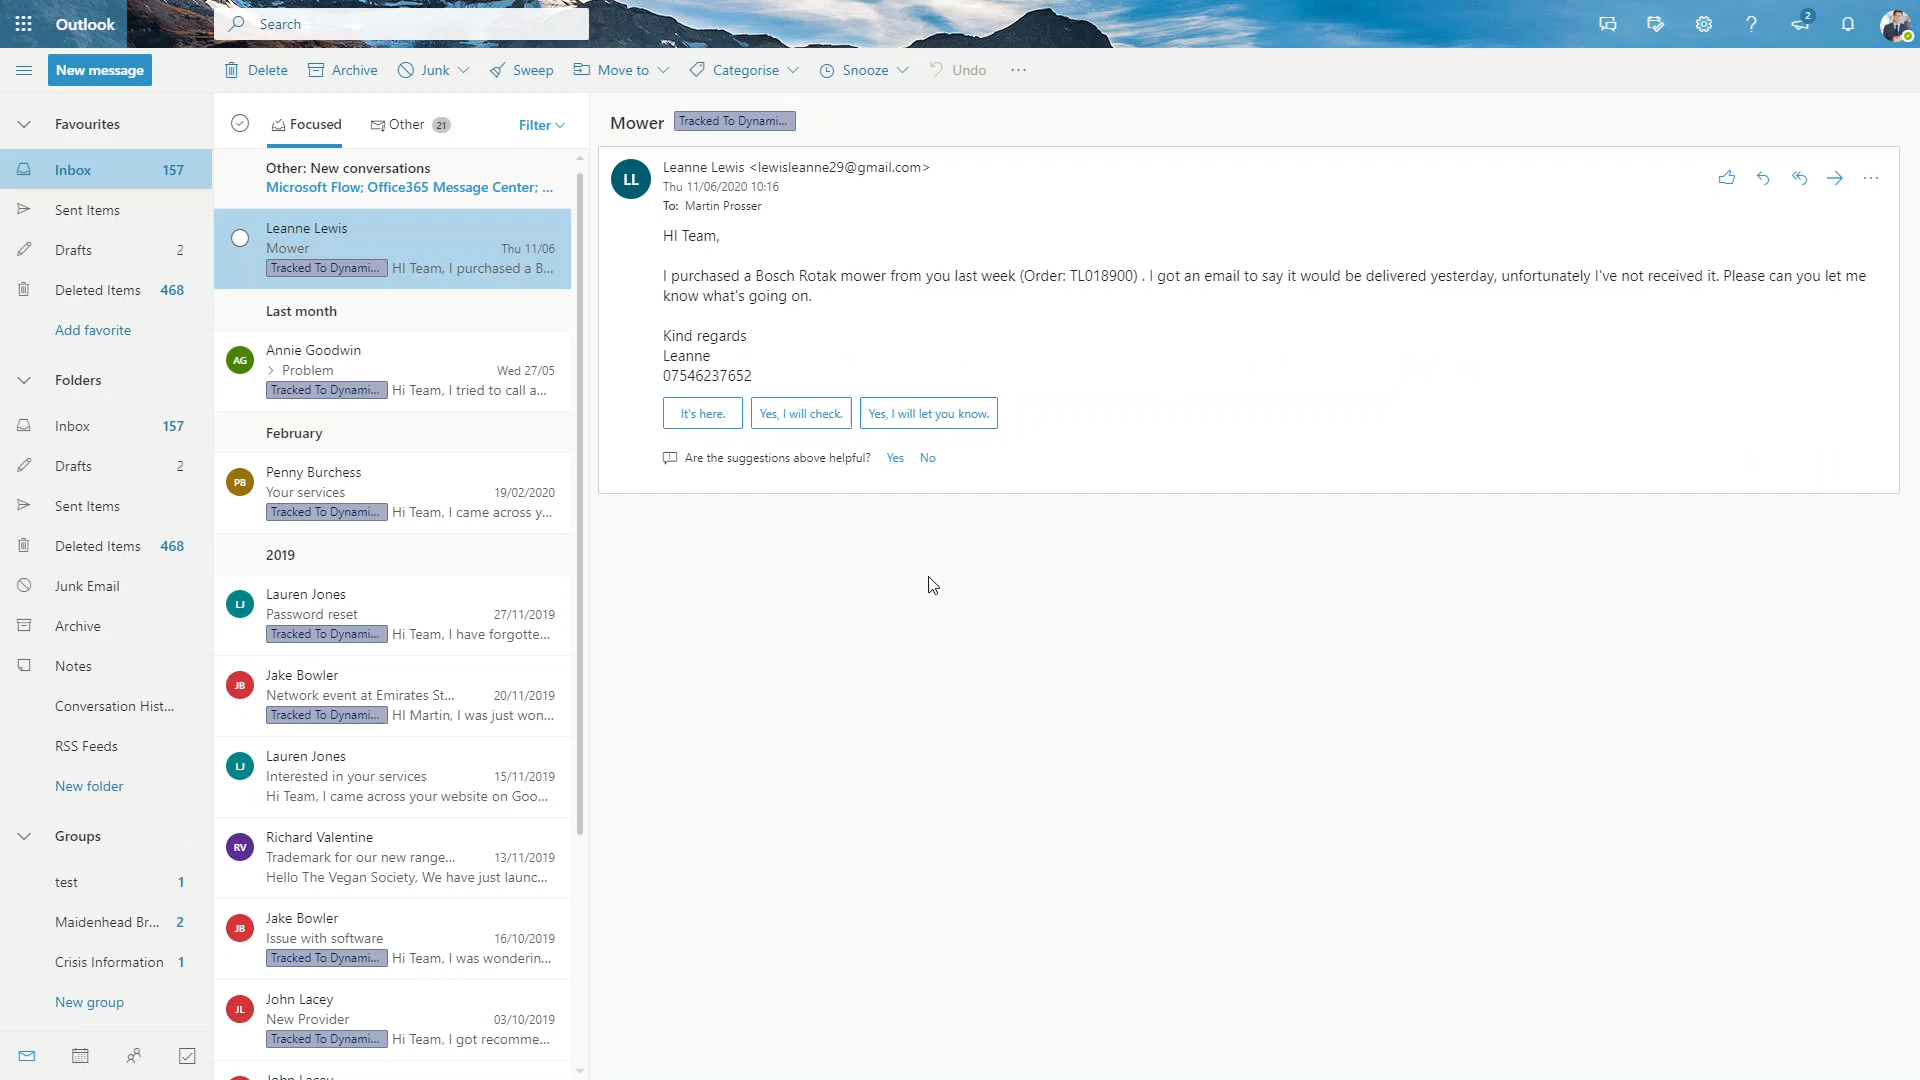 Outlook
Search
2
New message
Delete
Archive
Junk
Sweep
Move to
Categorise
Snooze
Undo
Favourites
Inbox 157
Sent Items
Drafts 2
Deleted Items 468
Add favorite
Folders
Inbox 157
Drafts 2
Sent Items
Deleted Items 468
Junk Email
Archive
Notes
Conversation Hist...
RSS Feeds
New folder
Groups
test 1
Maidenhead Br... 2
Crisis Information 1
New group
Focused
Other 21
Filter
Other: New conversations
Microsoft Flow; Office365 Message Center; ...
Leanne Lewis
Mower Thu 11/06
Tracked To Dynami... HI Team, I purchased a B...
Last month
AG
Annie Goodwin
Problem Wed 27/05
Tracked To Dynami... Hi Team, I tried to call a...
February
PB
Penny Burchess
Your services 19/02/2020
Tracked To Dynami... Hi Team, I came across y...
2019
LJ
Lauren Jones
Password reset 27/11/2019
Tracked To Dynami... Hi Team, I have forgotte...
JB
Jake Bowler
Network event at Emirates St... 20/11/2019
Tracked To Dynami... HI Martin, I was just won...
LJ
Lauren Jones
Interested in your services 15/11/2019
Hi Team, I came across your website on Goo...
RV
Richard Valentine
Trademark for our new range... 13/11/2019
Hello The Vegan Society, We have just launc...
JB
Jake Bowler
Issue with software 16/10/2019
Tracked To Dynami... Hi Team, I was wonderin...
JL
John Lacey
New Provider 03/10/2019
Tracked To Dynami... Hi Team, I got recomme...
John Lacey
Mower Tracked To Dynami...
LL
Leanne Lewis <lewisleanne29@gmail.com>
Thu 11/06/2020 10:16
To: Martin Prosser
HI Team,
I purchased a Bosch Rotak mower from you last week (Order: TL018900) . I got an email to say it would be delivered yesterday, unfortunately I've not received it. Please can you let me
know what's going on.
Kind regards
Leanne
07546237652
It's here.
Yes, I will check.
Yes, I will let you know.
Are the suggestions above helpful? Yes No